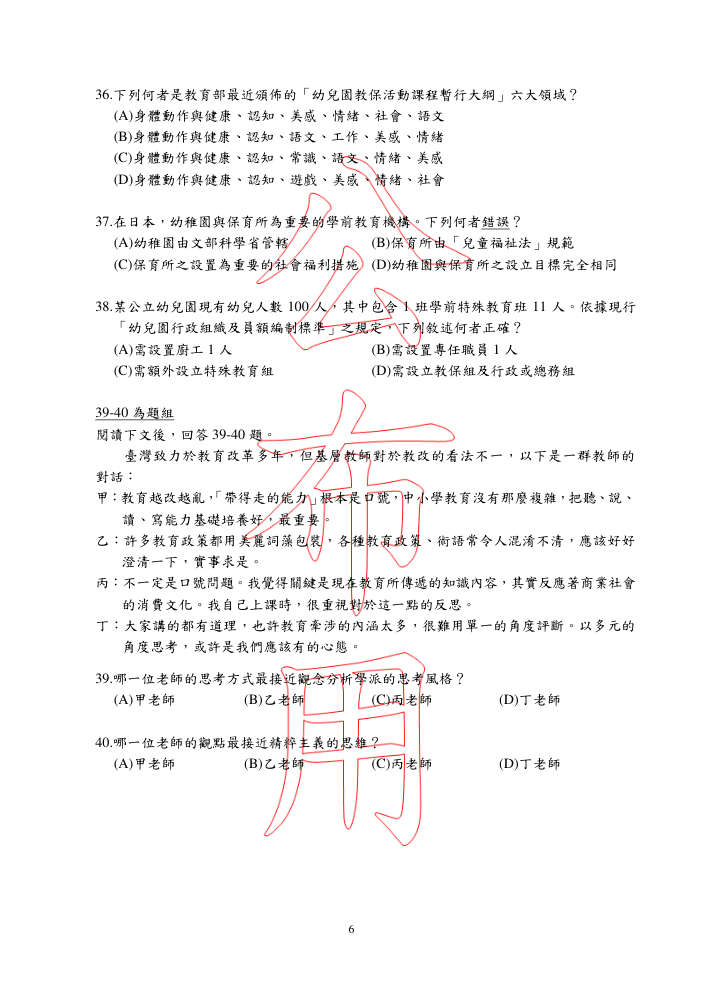 36.下列何者是教育部最近頒佈的「幼兒園教保活動課程暫行大綱」六大領域？
(A)身體動作與健康、認知、美感、情緒、社會、語文
(B)身體動作與健康、認知、語文、工作、美感、情緒
(C)身體動作與健康、認知、常識、語文、情緒、美感
(D)身體動作與健康、認知、遊戲、美感、情緒、社會
37.在日本，幼稚園與保育所為重要的學前教育機構。下列何者錯誤？
(A)幼稚園由文部科學省管轄 (B)保育所由「兒童福祉法」規範
(C)保育所之設置為重要的社會福利措施 (D)幼稚園與保育所之設立目標完全相同
38.某公立幼兒園現有幼兒人數 100 人，其中包含 1 班學前特殊教育班 11 人。依據現行
「幼兒園行政組織及員額編制標準」之規定，下列敘述何者正確？
(A)需設置廚工 1 人 (B)需設置專任職員 1 人
(C)需額外設立特殊教育組 (D)需設立教保組及行政或總務組
39-40 為題組
閱讀下文後，回答 39-40 題。
臺灣致力於教育改革多年，但基層教師對於教改的看法不一，以下是一群教師的
對話：
甲：教育越改越亂，「帶得走的能力」根本是口號，中小學教育沒有那麼複雜，把聽、說、
讀、寫能力基礎培養好，最重要。
乙：許多教育政策都用美麗詞藻包裝，各種教育政策、術語常令人混淆不清，應該好好
澄清一下，實事求是。
丙：不一定是口號問題。我覺得關鍵是現在教育所傳遞的知識內容，其實反應著商業社會
的消費文化。我自己上課時，很重視對於這一點的反思。
丁：大家講的都有道理，也許教育牽涉的內涵太多，很難用單一的角度評斷。以多元的
角度思考，或許是我們應該有的心態。
39.哪一位老師的思考方式最接近觀念分析學派的思考風格？
(A)甲老師 (B)乙老師 (C)丙老師 (D)丁老師
40.哪一位老師的觀點最接近精粹主義的思維？
(A)甲老師 (B)乙老師 (C)丙老師 (D)丁老師
公布用
6